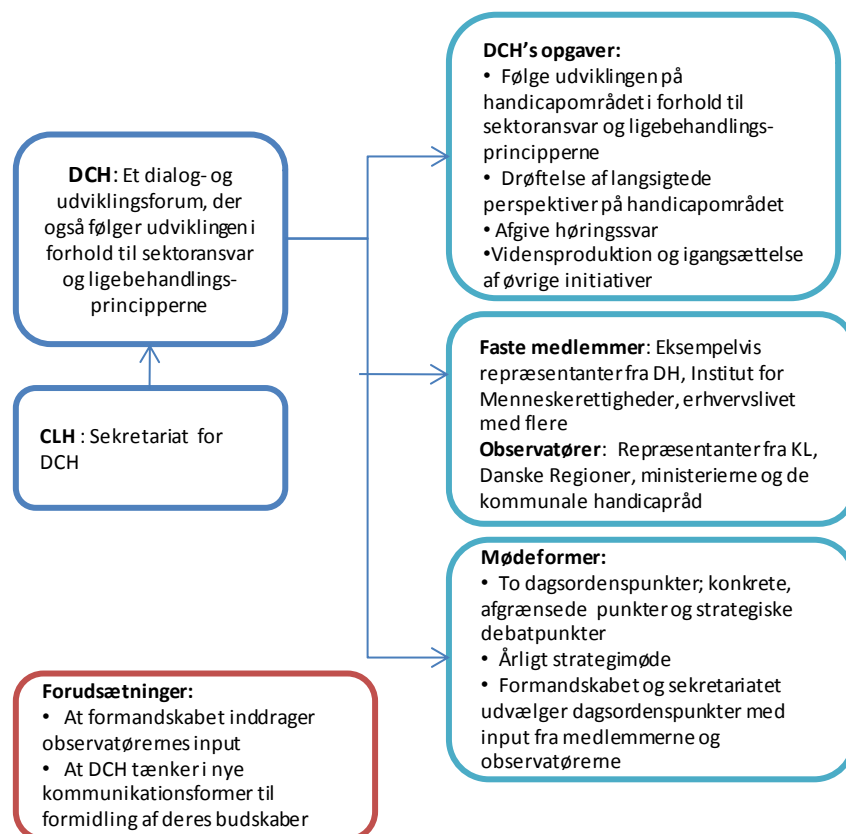 DCH: Et dialog- og
udviklingsforum, der
også følger udviklingen i
forhold til sektoransvar
og ligebehandlings-
principperne
CLH : Sekretariat for
DCH
DCH's opgaver:
• Følge udviklingen på
handicapområdet i forhold til
sektoransvar og ligebehandlings-
principperne
• Drøftelse af langsigtede
perspektiver på handicapområdet
• Afgive høringssvar
•Vidensproduktion og igangsættelse
af øvrige initiativer
Faste medlemmer: Eksempelvis
repræsentanter fra DH, Institut for
Menneskerettigheder, erhvervslivet
med flere
Observatører: Repræsentanter fra KL,
Danske Regioner, ministerierne og de
kommunale handicapråd
Mødeformer:
• To dagsordenspunkter; konkrete,
afgrænsede punkter og strategiske
debatpunkter
• Årligt strategimøde
• Formandskabet og sekretariatet
udvælger dagsordenspunkter med
input fra medlemmerne og
observatørerne
Forudsætninger:
• At formandskabet inddrager
observatørernes input
• At DCH tænker i nye
kommunikationsformer til
formidling af deres budskaber